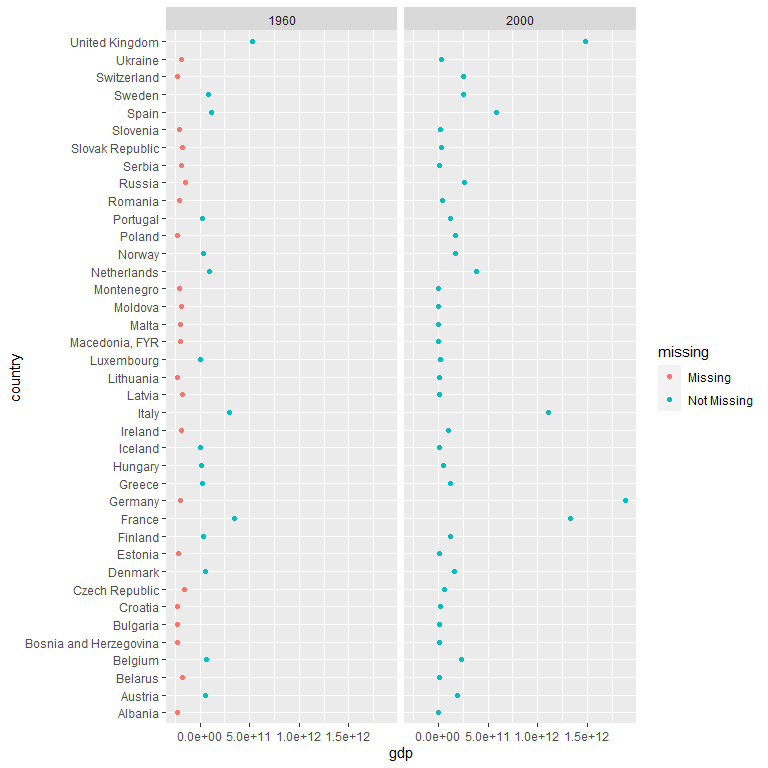 1960 2000
United Kingdom
Ukraine
Switzerland
Sweden
Spain
Slovenia
Slovak Republic
Serbia
Russia
Romania
Portugal
Poland
Norway
Netherlands
Montenegro
Moldova
Malta
Macedonia, FYR
Luxembourg
Lithuania
Latvia
Italy
Ireland
Iceland
Hungary
Greece
Germany
France
Finland
Estonia
Denmark
Czech Republic
Croatia
Bulgaria
Bosnia and Herzegovina
Belgium
Belarus
Austria
Albania
country
0.0e+00 5.0e+11 1.0e+12 1.5e+12 0.0e+00 5.0e+11 1.0e+12 1.5e+12
gdp
missing
Missing
Not Missing